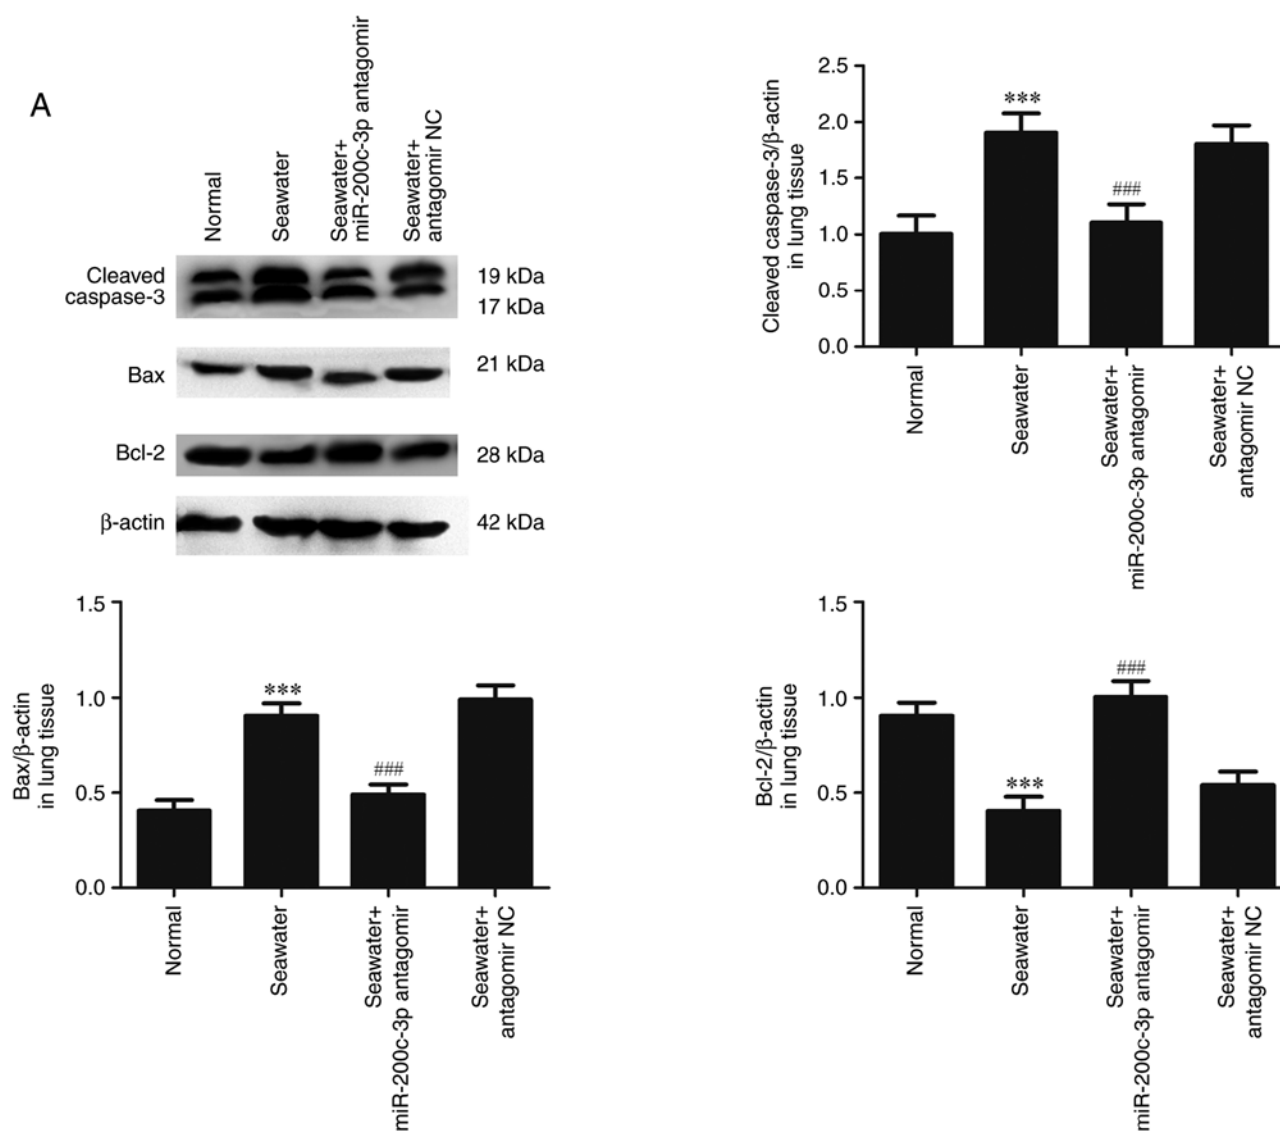 A
Normal
Seawater
Seawater+
miR-200c-3p antagomir
Seawater+
antagomir NC
Cleaved
caspase-3
19 kDa
17 kDa
Bax
21 kDa
Bcl-2
28 kDa
β-actin
42 kDa
Cleaved caspase-3/β-actin
in lung tissue
2.5
2.0
1.5
1.0
0.5
0.0
***
###
Normal
Seawater
Seawater+
miR-200c-3p antagomir
Seawater+
antagomir NC
Bax/β-actin
in lung tissue
1.5
1.0
0.5
0.0
***
###
Normal
Seawater
Seawater+
miR-200c-3p antagomir
Seawater+
antagomir NC
Bcl-2/β-actin
in lung tissue
1.5
1.0
0.5
0.0
***
###
Normal
Seawater
Seawater+
miR-200c-3p antagomir
Seawater+
antagomir NC